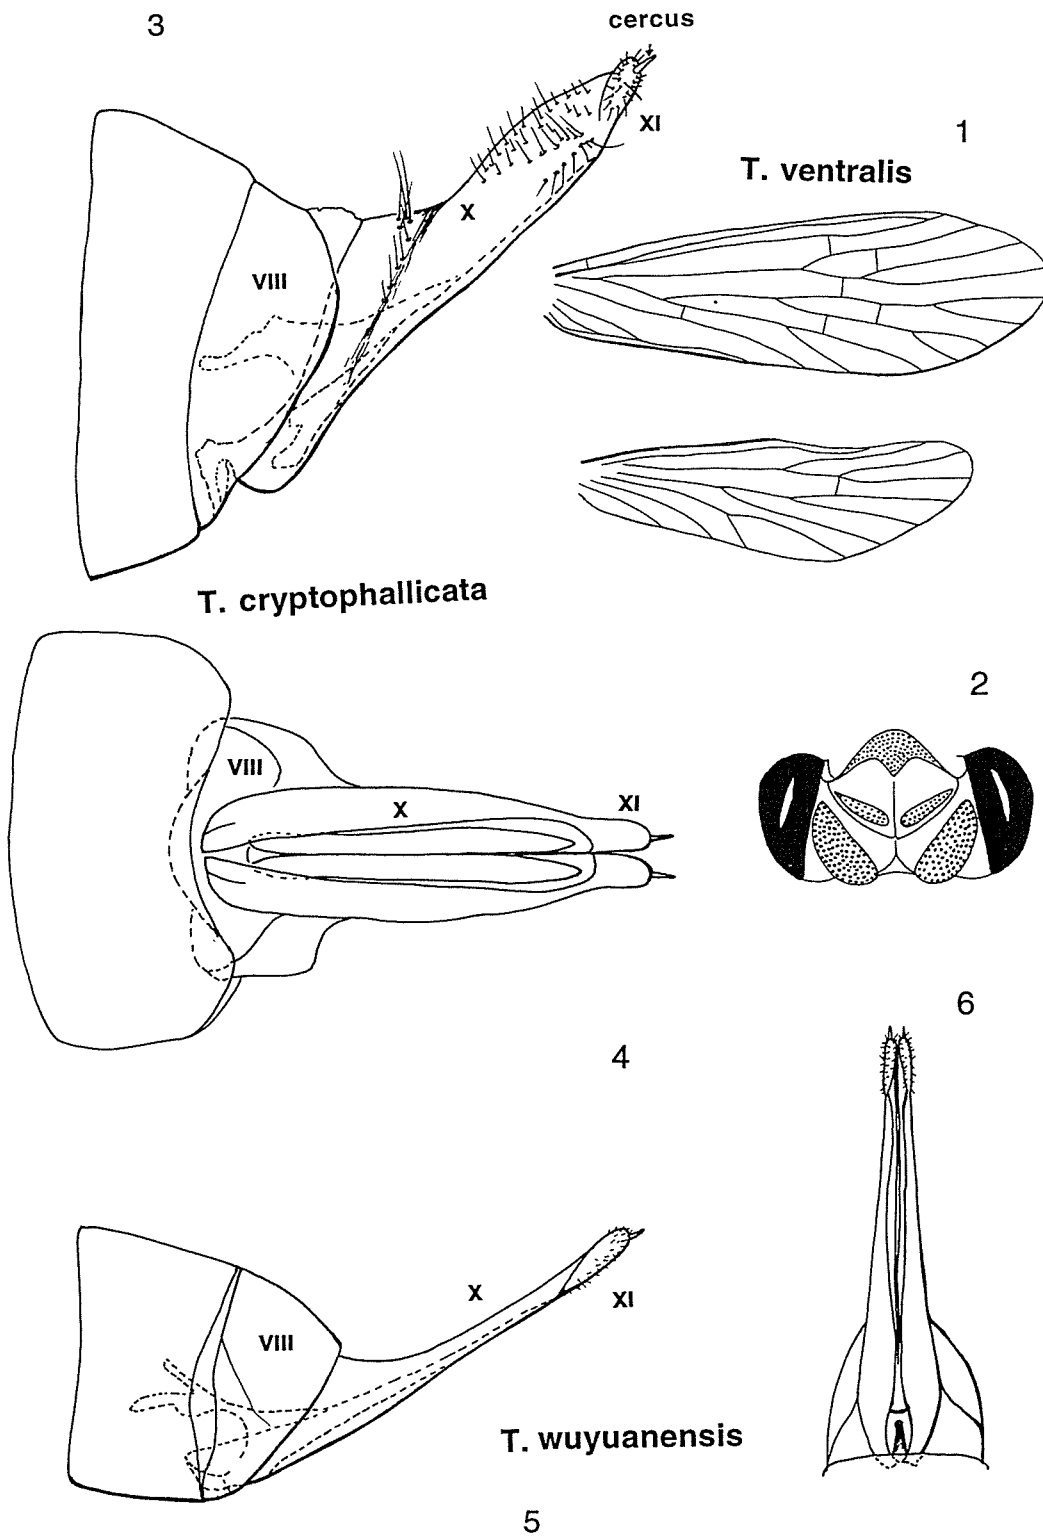 3
cercus
XI
1
T. ventralis
X
VIII
T. cryptophallicata
2
VIII
X
XI
6
4
X
XI
VIII
T. wuyuanensis
5